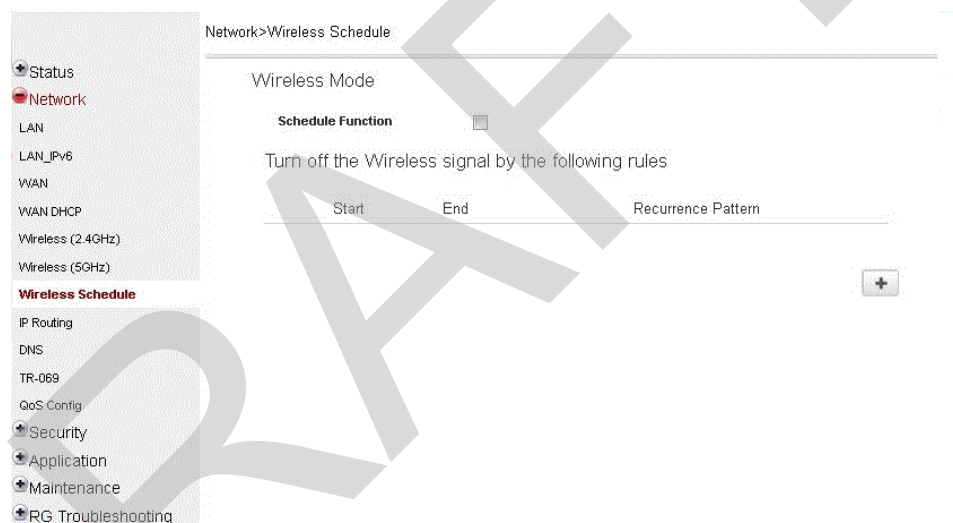 Network>Wireless Schedule
Status
Network
LAN
LAN_IPv6
WAN
WAN DHCP
Wireless (2.4GHz)
Wireless (5GHz)
Wireless Schedule
IP Routing
DNS
TR-069
QoS Config
Security
Application
Maintenance
RG Troubleshooting
Wireless Mode
Schedule Function
Turn off the Wireless signal by the following rules
Start End Recurrence Pattern
+